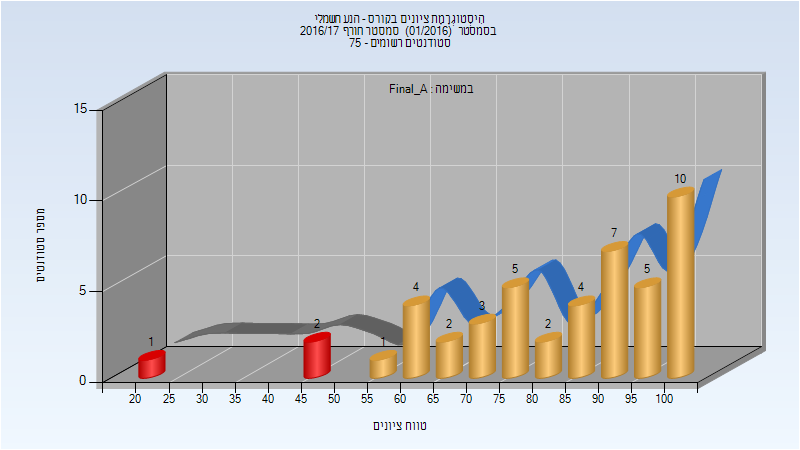 היסטוגרמת ציונים בקורס - הנע חשמלי
בסמסטר (01/2016) סמסטר חורף 2016/17
סטודנטים רשומים - 75
במשימה : Final_A
מספר סטודנטים
15
10
5
0
1
2
1
4
2
3
5
2
4
7
5
10
20 25 30 35 40 45 50 55 60 65 70 75 80 85 90 95 100
טווח ציונים